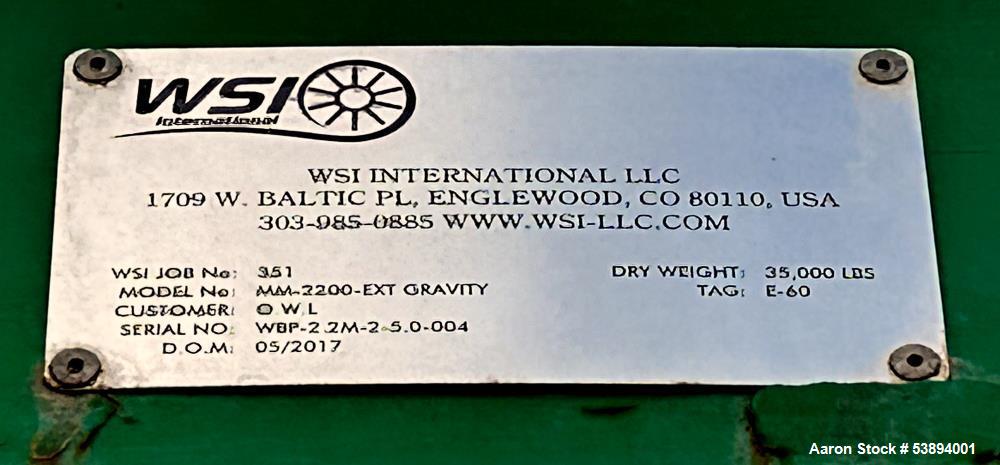 WSI
International
WSI INTERNATIONAL LLC
1709 W. BALTIC PL, ENGLEWOOD, CO 80110, USA
303-985-0885 WWW.WSI-LLC.COM
WSI JOB No: 351
MODEL No: MM-2200-EXT GRAVITY
CUSTOMER: O W L
SERIAL NO: WBP-2.2M-2-5.0-004
D.O.M: 05/2017
DRY WEIGHT: 35,000 LBS
TAG: E-60
Aaron Stock # 53894001